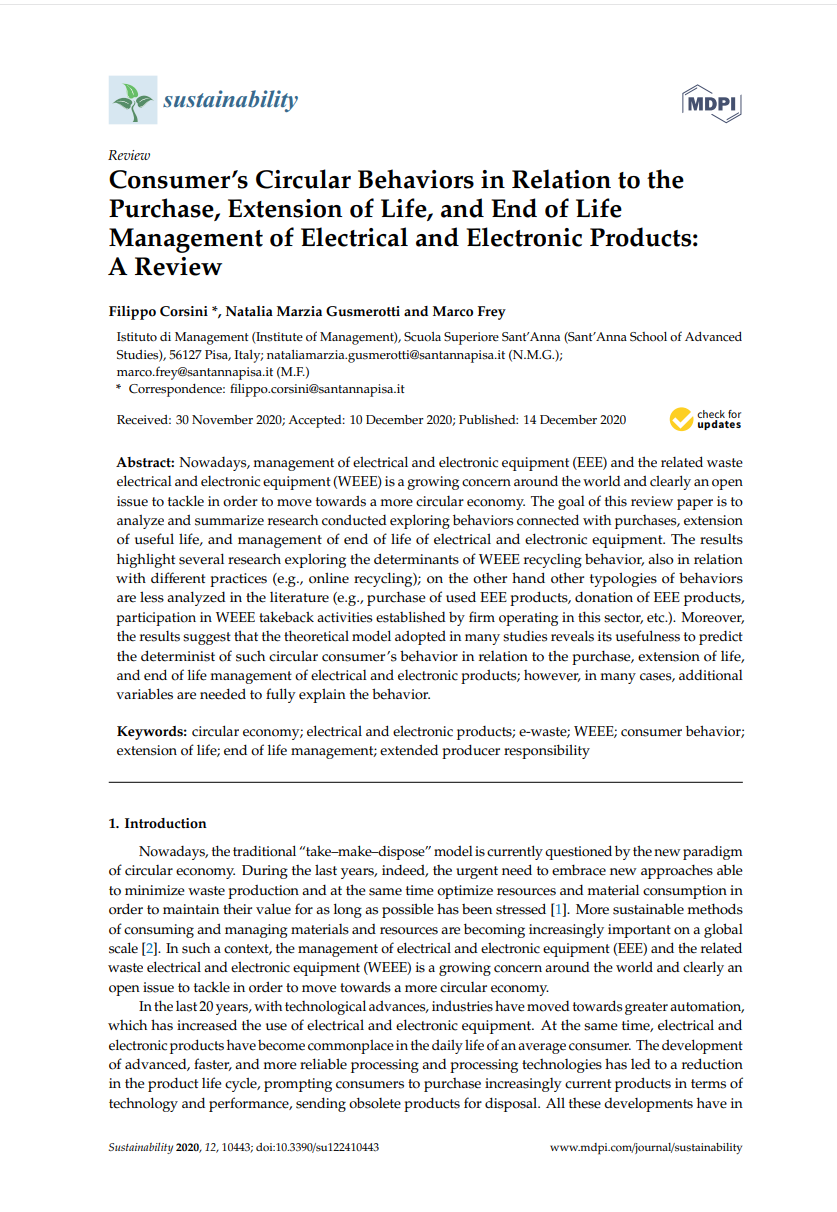 sustainability
MDPI
Review
Consumer's Circular Behaviors in Relation to the
Purchase, Extension of Life, and End of Life
Management of Electrical and Electronic Products:
A Review
Filippo Corsini *, Natalia Marzia Gusmerotti and Marco Frey
Istituto di Management (Institute of Management), Scuola Superiore Sant'Anna (Sant'Anna School of Advanced
Studies), 56127 Pisa, Italy; nataliamarzia.gusmerotti@santannapisa.it (N.M.G.);
marco.frey@santannapisa.it (M.F.)
* Correspondence: filippo.corsini@santannapisa.it
Received: 30 November 2020; Accepted: 10 December 2020; Published: 14 December 2020
check for
updates
Abstract: Nowadays, management of electrical and electronic equipment (EEE) and the related waste
electrical and electronic equipment (WEEE) is a growing concern around the world and clearly an open
issue to tackle in order to move towards a more circular economy. The goal of this review paper is to
analyze and summarize research conducted exploring behaviors connected with purchases, extension
of useful life, and management of end of life of electrical and electronic equipment. The results
highlight several research exploring the determinants of WEEE recycling behavior, also in relation
with different practices (e.g., online recycling); on the other hand other typologies of behaviors
are less analyzed in the literature (e.g., purchase of used EEE products, donation of EEE products,
participation in WEEE takeback activities established by firm operating in this sector, etc.). Moreover,
the results suggest that the theoretical model adopted in many studies reveals its usefulness to predict
the determinist of such circular consumer's behavior in relation to the purchase, extension of life,
and end of life management of electrical and electronic products; however, in many cases, additional
variables are needed to fully explain the behavior.
Keywords: circular economy; electrical and electronic products; e-waste; WEEE; consumer behavior;
extension of life; end of life management; extended producer responsibility
1. Introduction
Nowadays, the traditional "take–make–dispose" model is currently questioned by the new paradigm
of circular economy. During the last years, indeed, the urgent need to embrace new approaches able
to minimize waste production and at the same time optimize resources and material consumption in
order to maintain their value for as long as possible has been stressed [1]. More sustainable methods
of consuming and managing materials and resources are becoming increasingly important on a global
scale [2]. In such a context, the management of electrical and electronic equipment (EEE) and the related
waste electrical and electronic equipment (WEEE) is a growing concern around the world and clearly an
open issue to tackle in order to move towards a more circular economy.
In the last 20 years, with technological advances, industries have moved towards greater automation,
which has increased the use of electrical and electronic equipment. At the same time, electrical and
electronic products have become commonplace in the daily life of an average consumer. The development
of advanced, faster, and more reliable processing and processing technologies has led to a reduction
in the product life cycle, prompting consumers to purchase increasingly current products in terms of
technology and performance, sending obsolete products for disposal. All these developments have in
Sustainability 2020, 12, 10443; doi:10.3390/su122410443
www.mdpi.com/journal/sustainability